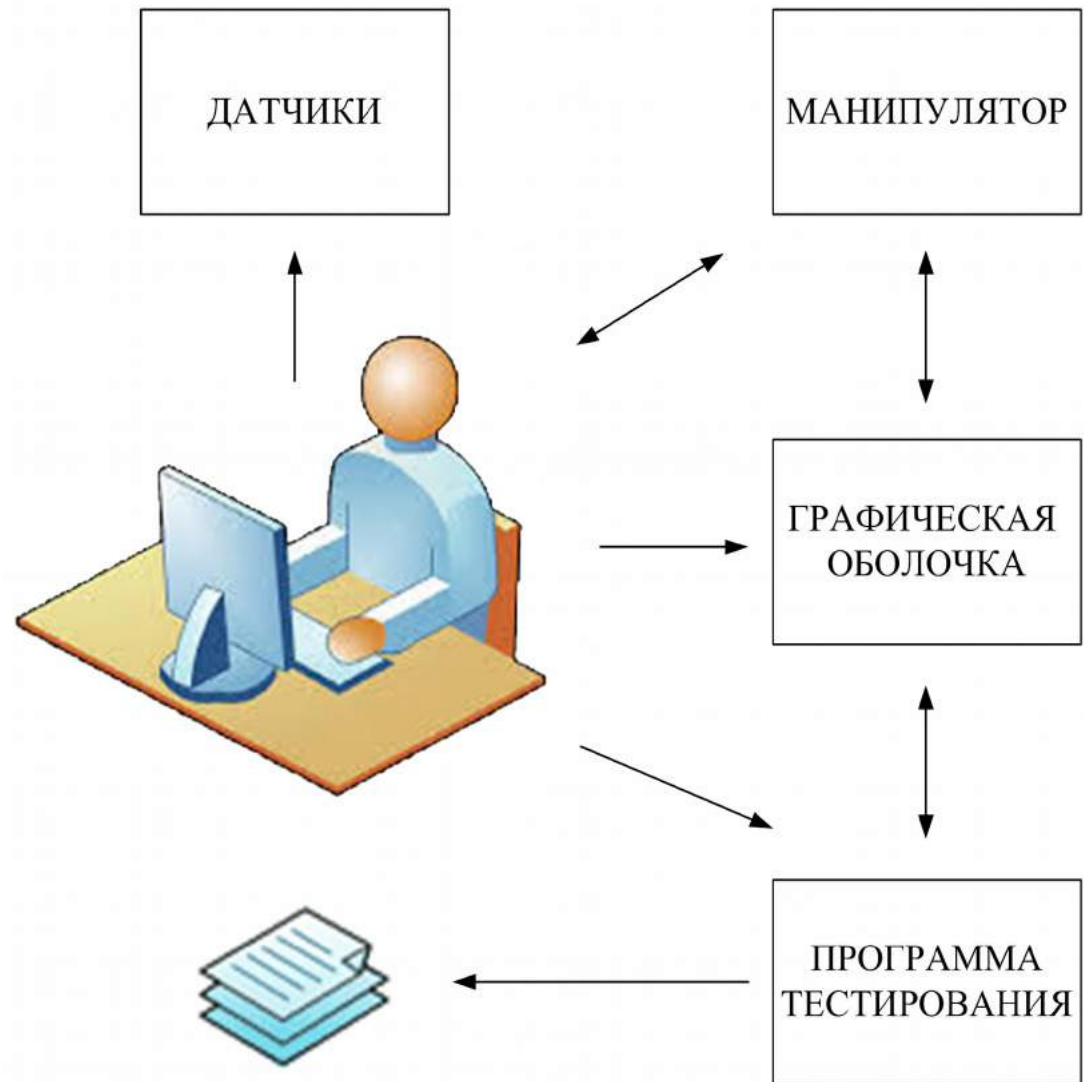 ДАТЧИКИ
МАНИПУЛЯТОР
ГРАФИЧЕСКАЯ
ОБОЛОЧКА
ПРОГРАММА
ТЕСТИРОВАНИЯ